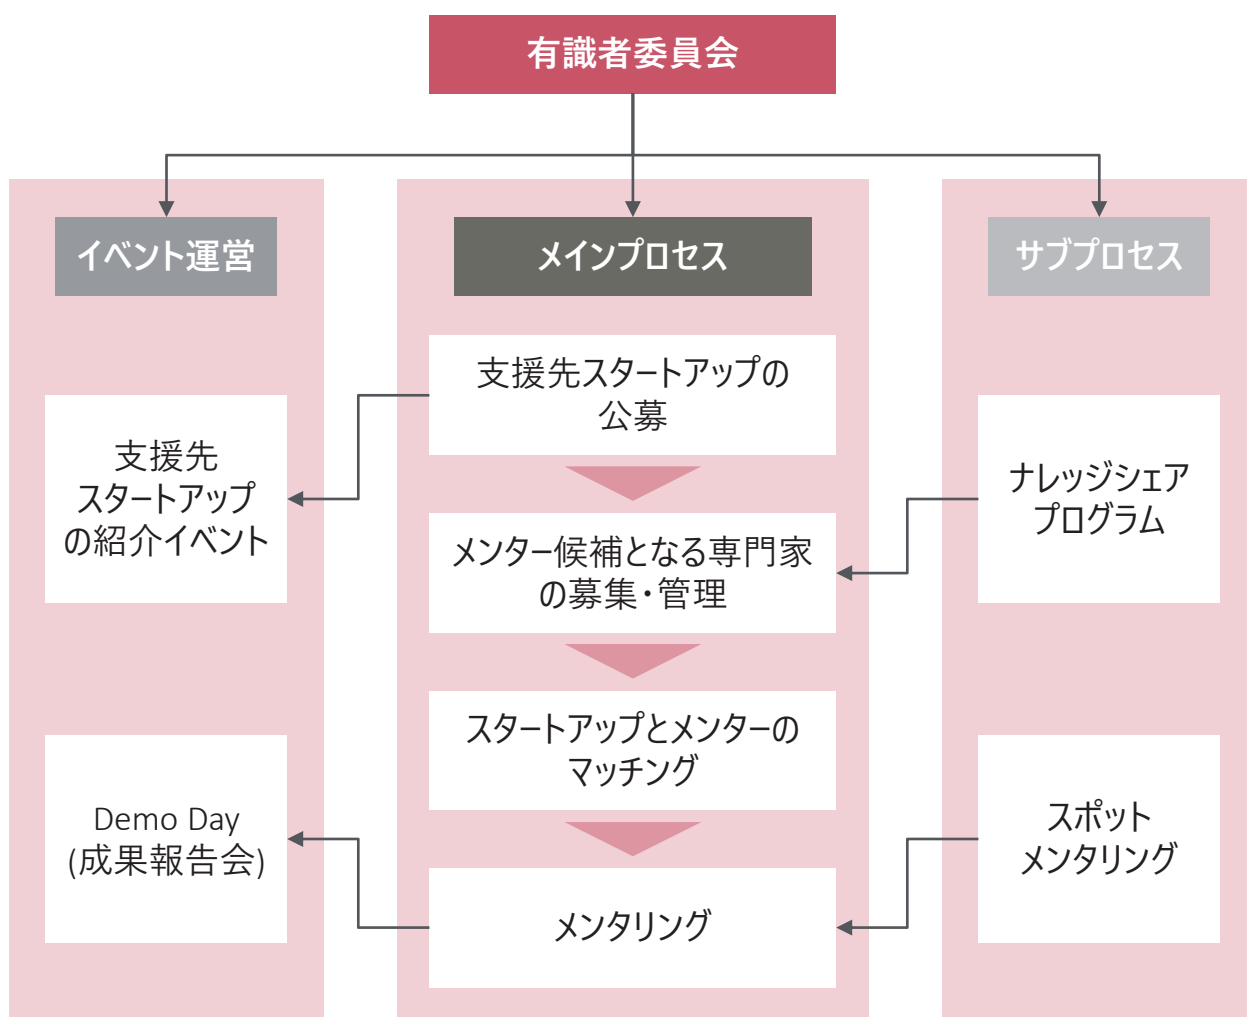 有識者委員会
イベント運営
メインプロセス
サブプロセス
支援先
スタートアップ
の紹介イベント
Demo Day
(成果報告会)
支援先スタートアップの
公募
メンター候補となる専門家
の募集・管理
スタートアップとメンターの
マッチング
メンタリング
ナレッジシェア
プログラム
スポット
メンタリング